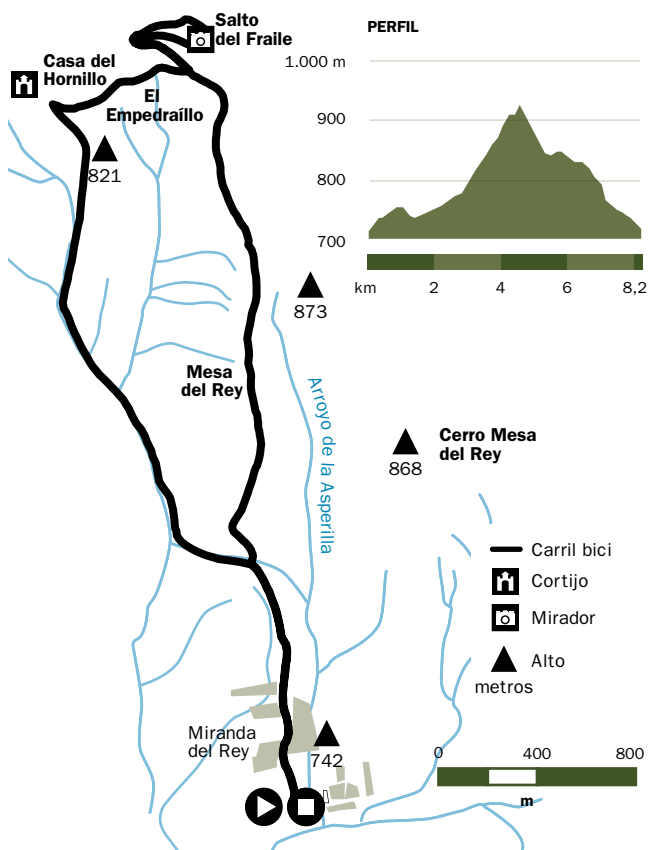 Salto
del Fraile
Casa del
Hornillo
El
Empedraíllo
821
873
Mesa
del Rey
Arroyo de la Asperilla
Cerro Mesa
del Rey
868
Miranda
del Rey
742
PERFIL
1.000 m
900
800
700
km 2 4 6 8,2
Carril bici
Cortijo
Mirador
Alto
metros
0 400 800
m